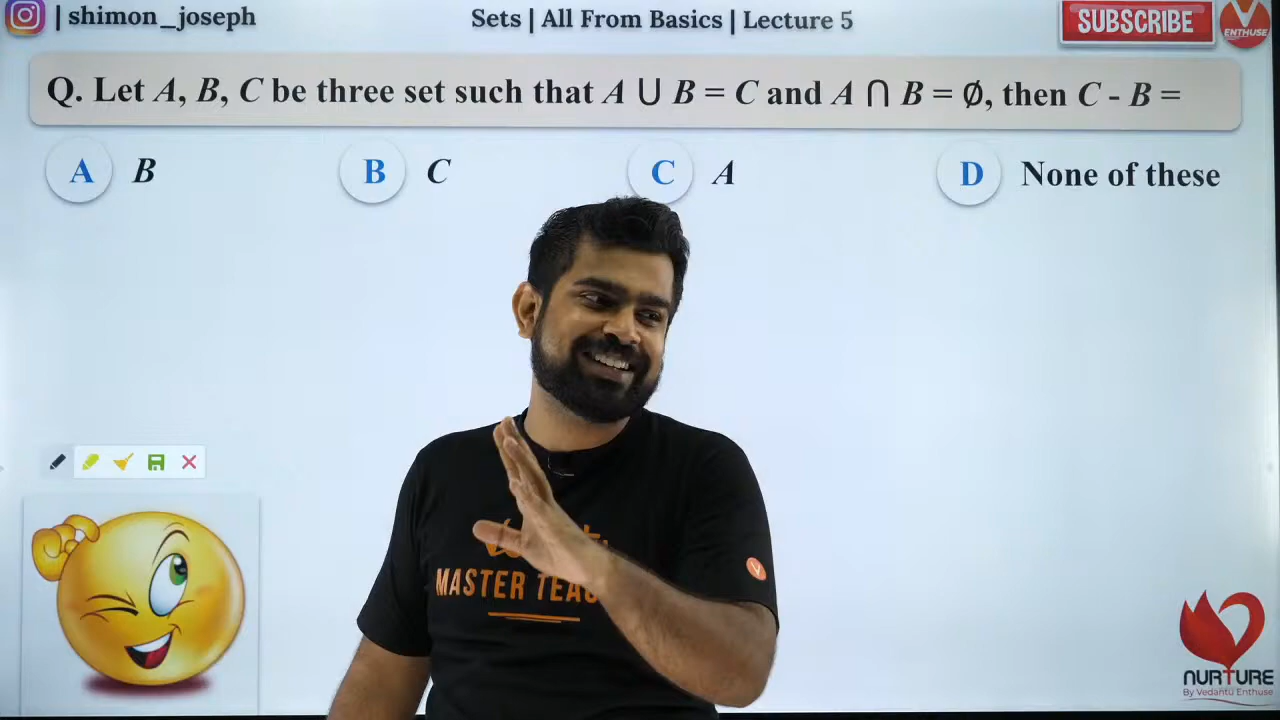 | shimon_joseph
Sets | All From Basics | Lecture 5
SUBSCRIBE
ENTHUSE
Q. Let A, B, C be three set such that A ∪ B = C and A ∩ B = ∅, then C - B =
A B
B C
C A
D None of these
MASTER
NURTURE
By Vedantu Enthuse